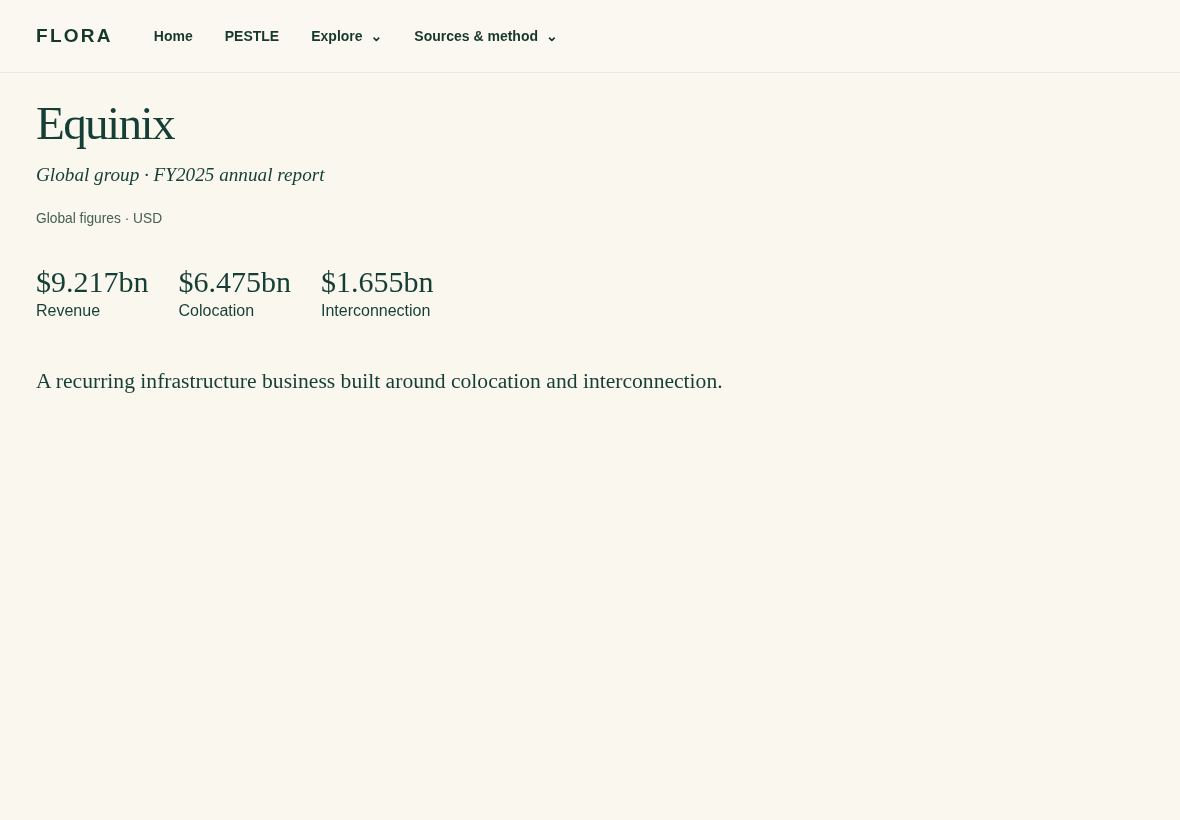 FLORA Home PESTLE Explore Sources & method
Equinix
Global group · FY2025 annual report
Global figures · USD
$9.217bn $6.475bn $1.655bn
Revenue Colocation Interconnection
A recurring infrastructure business built around colocation and interconnection.